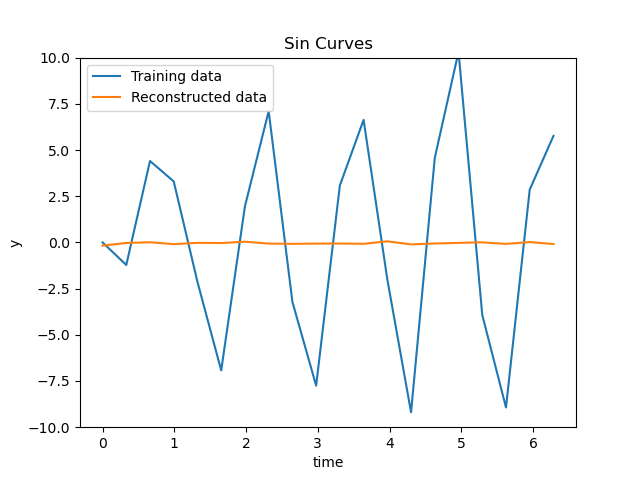 Sin Curves
Training data
Reconstructed data
10.0
7.5
5.0
2.5
0.0
−2.5
−5.0
−7.5
−10.0
y
0 1 2 3 4 5 6
time